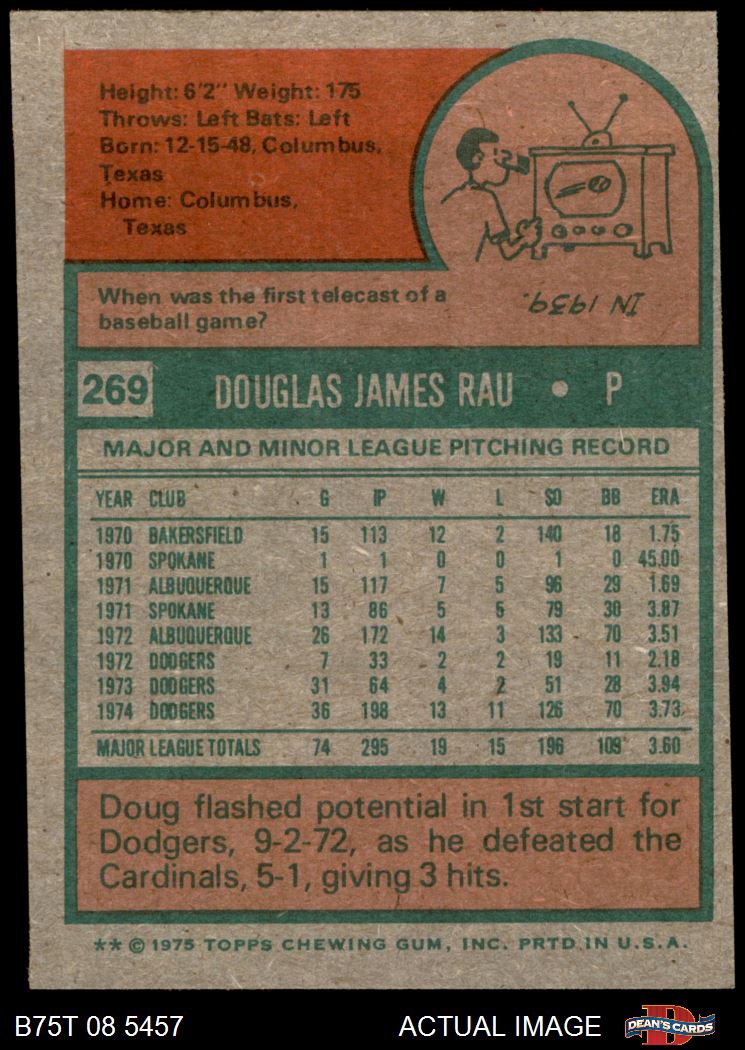 Height: 6'2" Weight: 175
Throws: Left Bats: Left
Born: 12-15-48, Columbus,
Texas
Home: Columbus,
Texas
When was the first telecast of a
baseball game?
IN 1939.
269 DOUGLAS JAMES RAU • P
MAJOR AND MINOR LEAGUE PITCHING RECORD
YEAR CLUB G IP W L SO BB ERA
1970 BAKERSFIELD 15 113 12 2 140 18 1.75
1970 SPOKANE 1 1 0 0 1 0 45.00
1971 ALBUQUERQUE 15 117 7 5 96 29 1.69
1971 SPOKANE 13 86 5 5 79 30 3.87
1972 ALBUQUERQUE 26 172 14 3 133 70 3.51
1972 DODGERS 7 33 2 2 19 11 2.18
1973 DODGERS 31 64 4 2 51 28 3.94
1974 DODGERS 36 198 13 11 126 70 3.73
MAJOR LEAGUE TOTALS 74 295 19 15 196 109 3.60
Doug flashed potential in 1st start for
Dodgers, 9-2-72, as he defeated the
Cardinals, 5-1, giving 3 hits.
** © 1975 TOPPS CHEWING GUM, INC. PRTD. IN U.S.A.
B75T 08 5457 ACTUAL IMAGE D DEAN'S CARDS